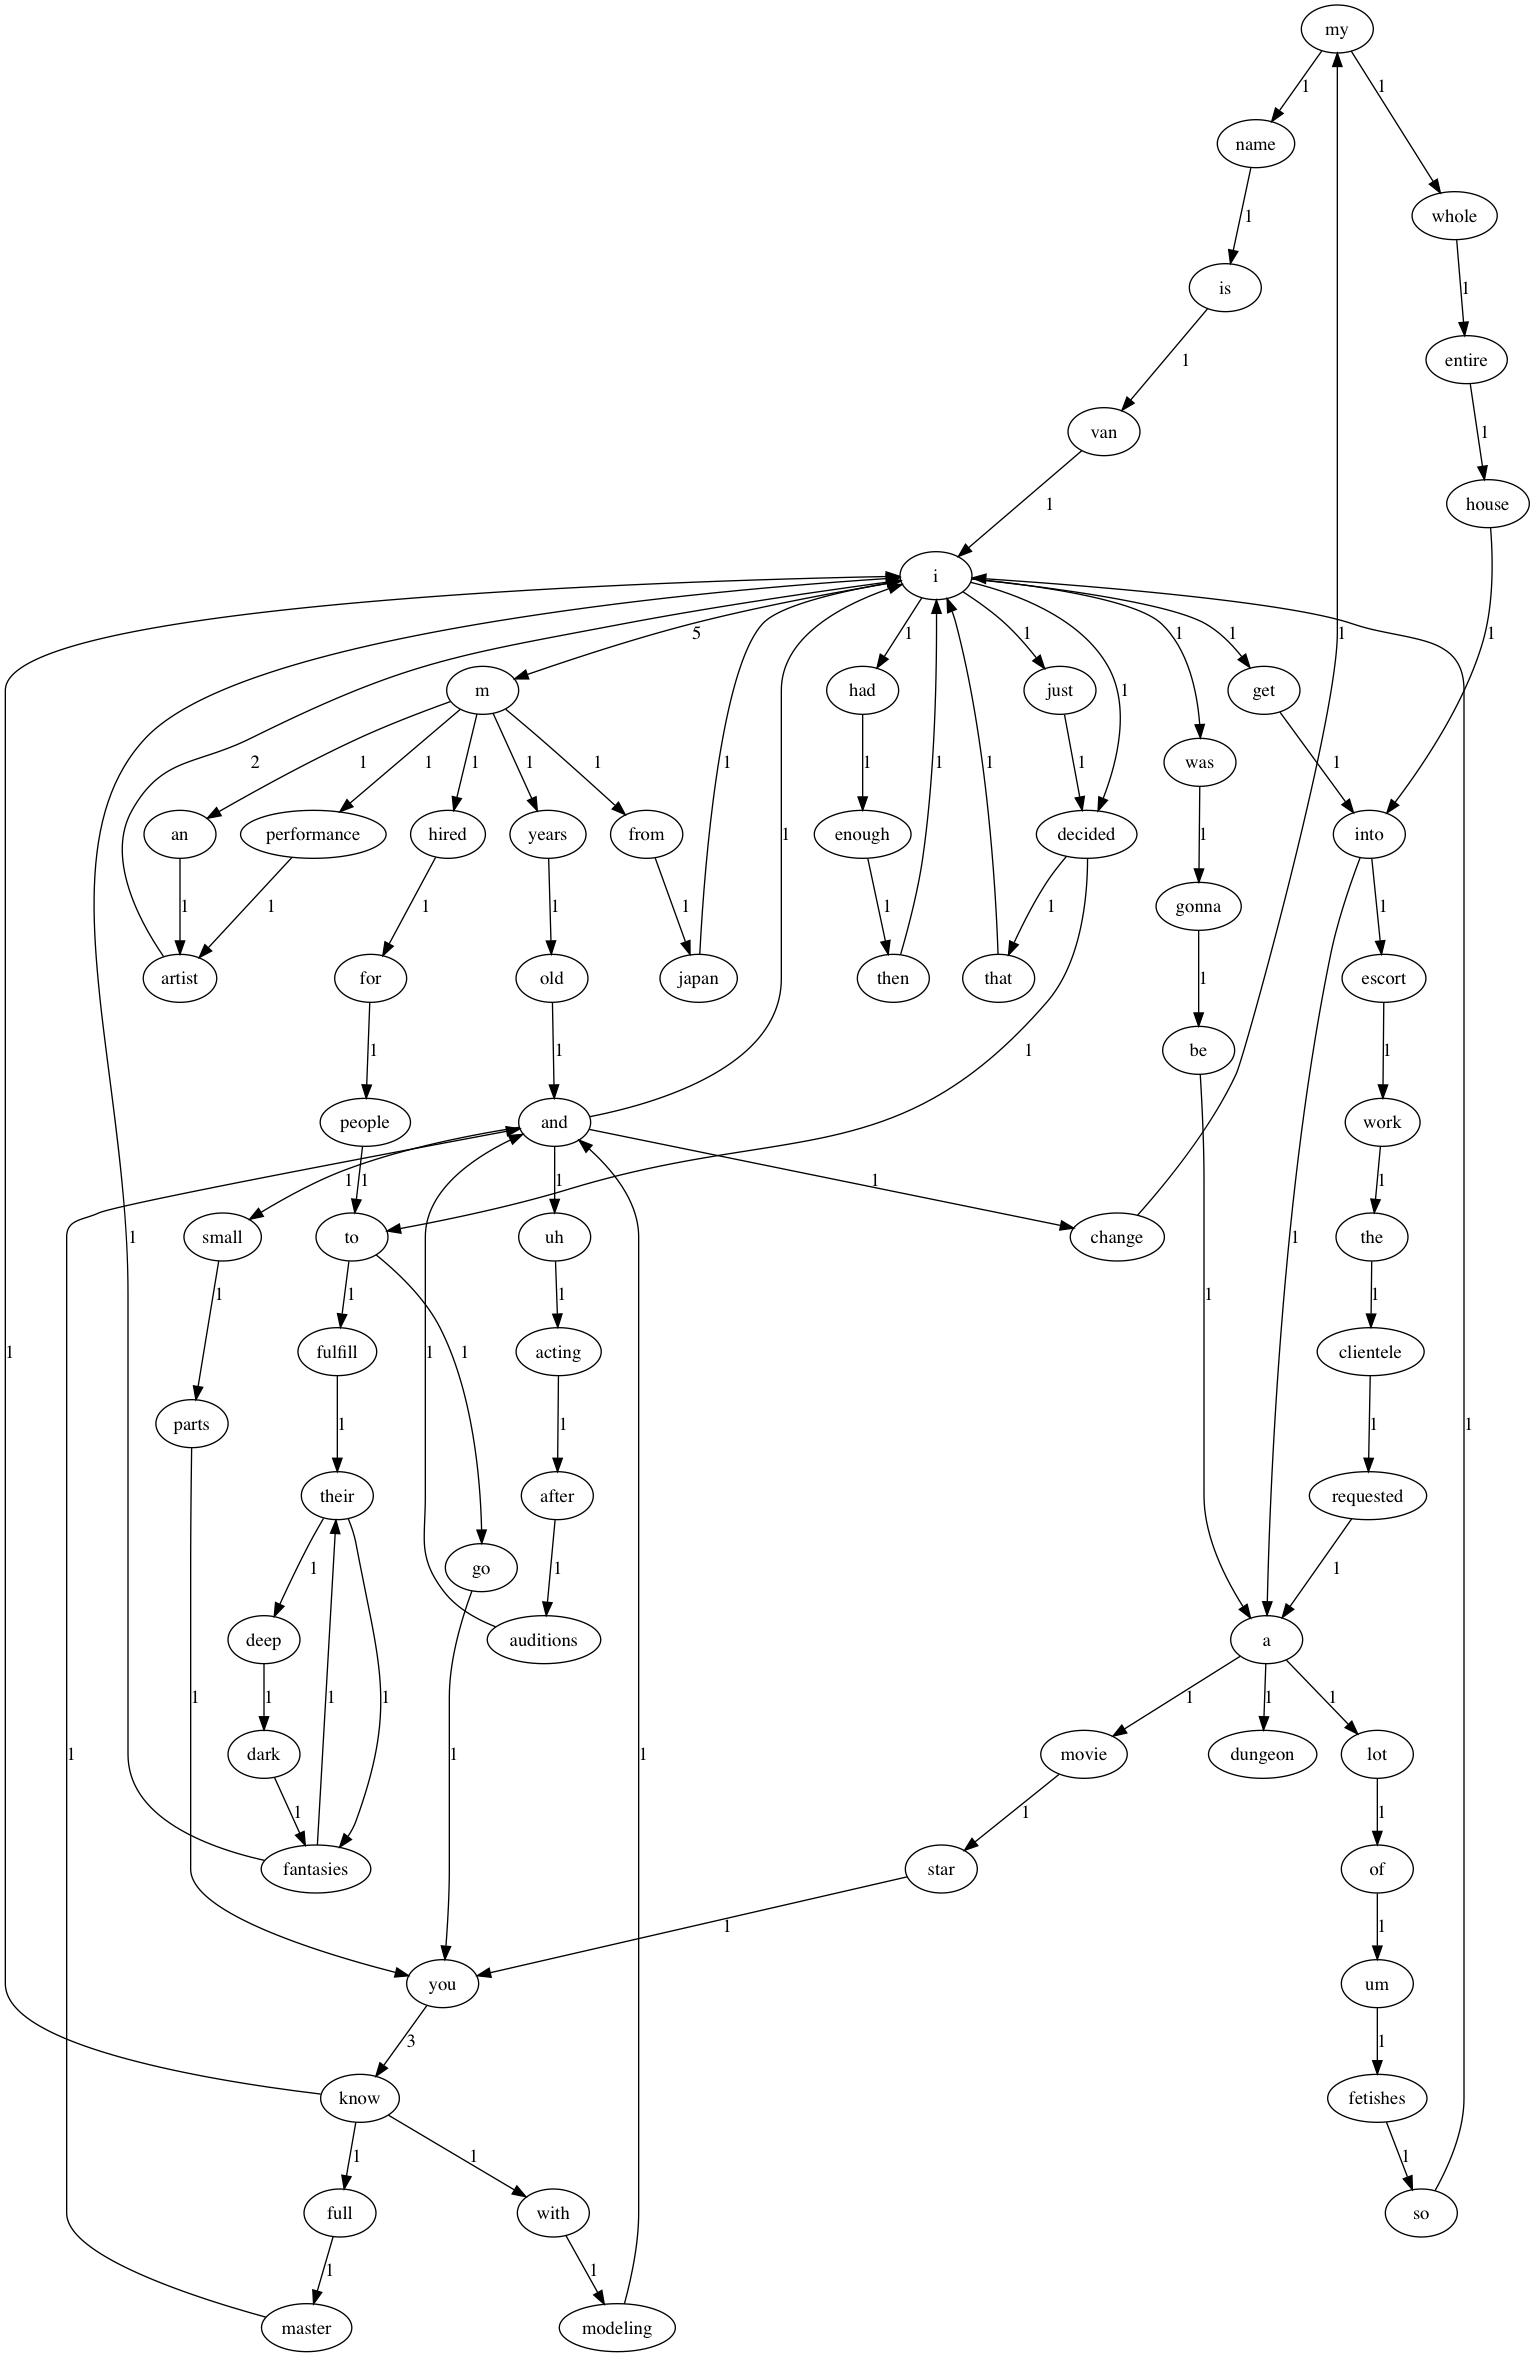 my
1 1
name
whole
1 1
is
1 1
entire
van
1
1
house
i
5 1 1 1 1 1 1 1
m had just was get
2 1 1 1 1 1 1 1 1 1 1
an performance hired years from enough decided into
1 1 1 1 1 1 1 1 1 1
gonna
artist for old japan then that escort
1
1 1 1 1
be
people and work
1 1 1 1 1
small to uh change the
1 1 1 1 1 1 1 1 1
fulfill acting clientele
1 1 1 1
parts
their after requested
1 1 1
go
deep auditions a
1 1 1 1 1 1 1 1
dark movie dungeon lot
1 1 1 1 1 1
fantasies star of
1 1
you um
3 1
know fetishes
1 1 1
full with so
1 1
master modeling